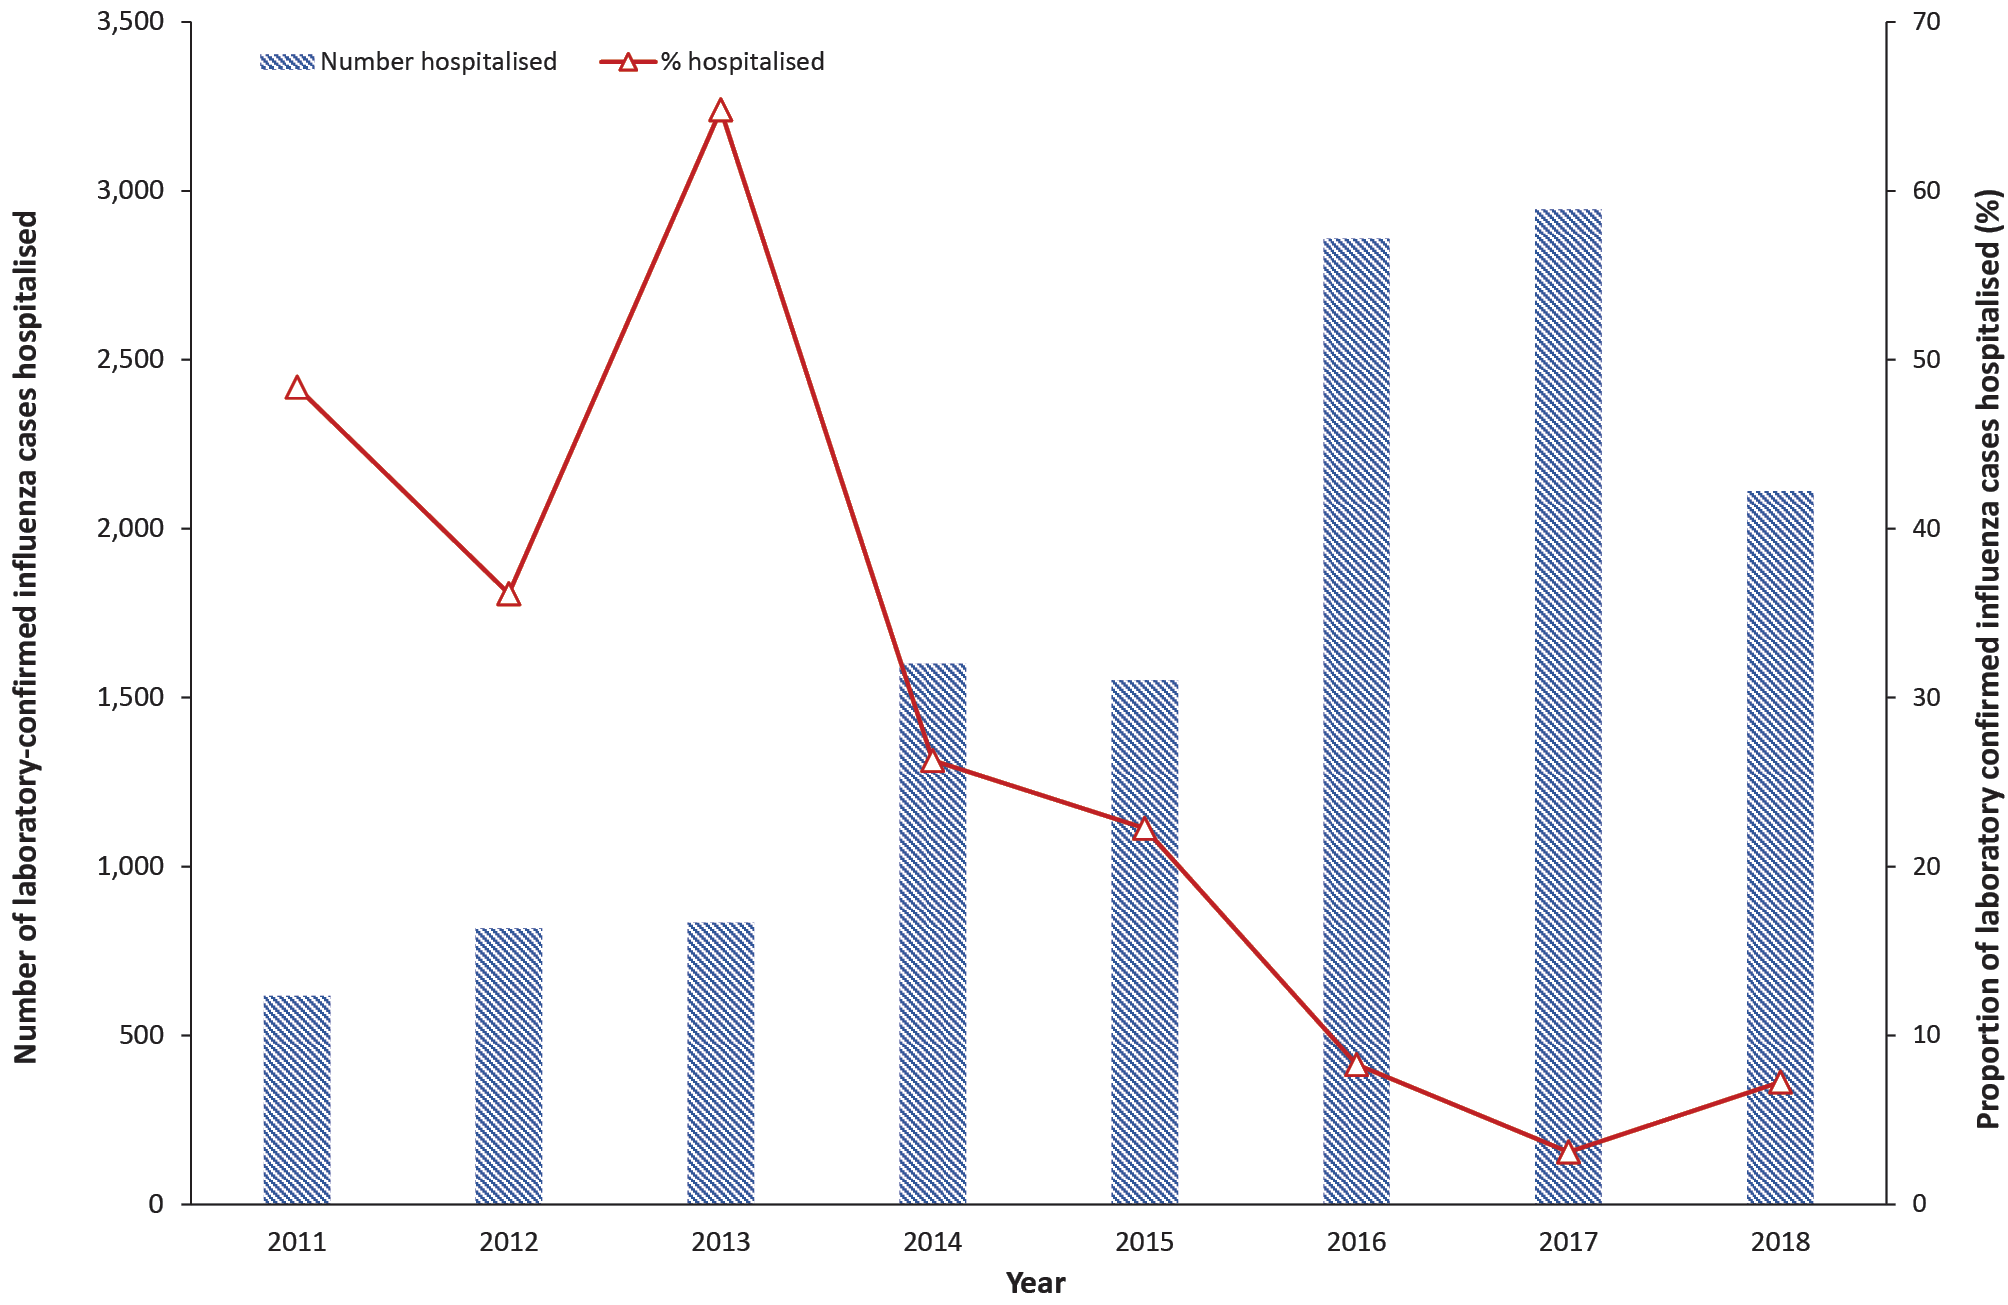 Number hospitalised
% hospitalised
Number of laboratory-confirmed influenza cases hospitalised
3,500
3,000
2,500
2,000
1,500
1,000
500
0
70
60
50
40
30
20
10
0
Proportion of laboratory confirmed influenza cases hospitalised (%)
2011 2012 2013 2014 2015 2016 2017 2018
Year